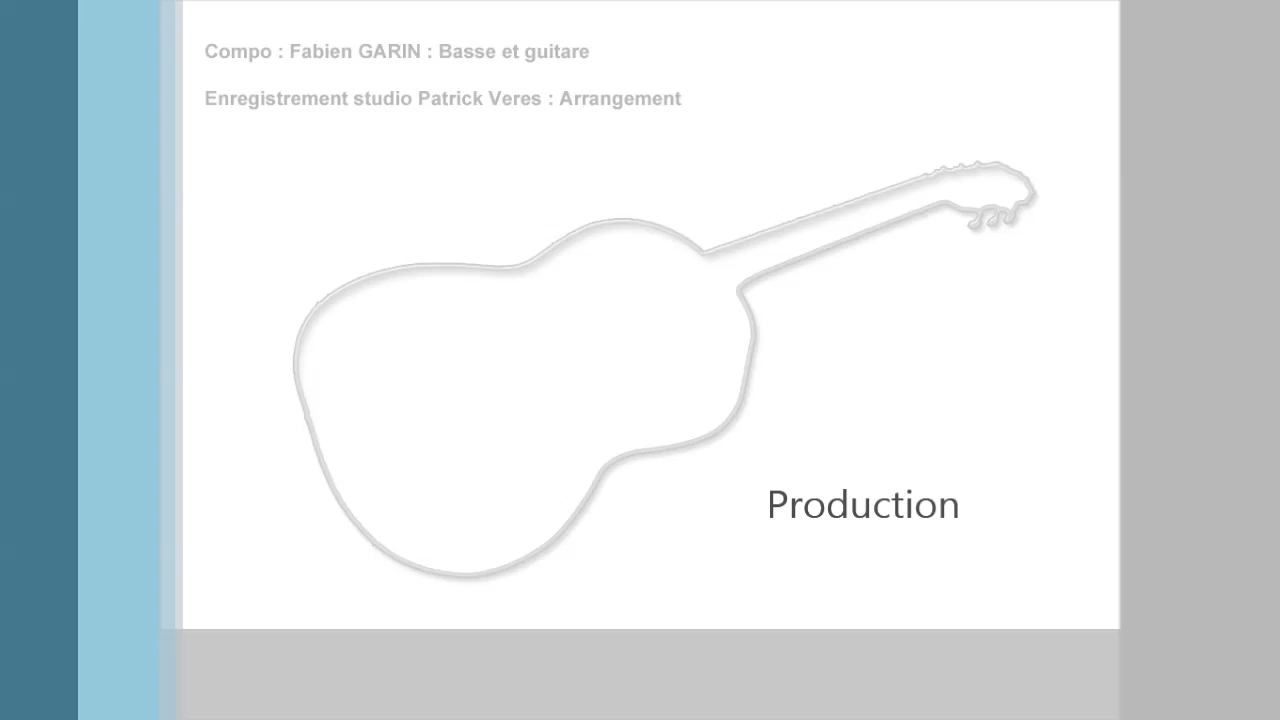 Compo : Fabien GARIN : Basse et guitare
Enregistrement studio Patrick Veres : Arrangement
Production